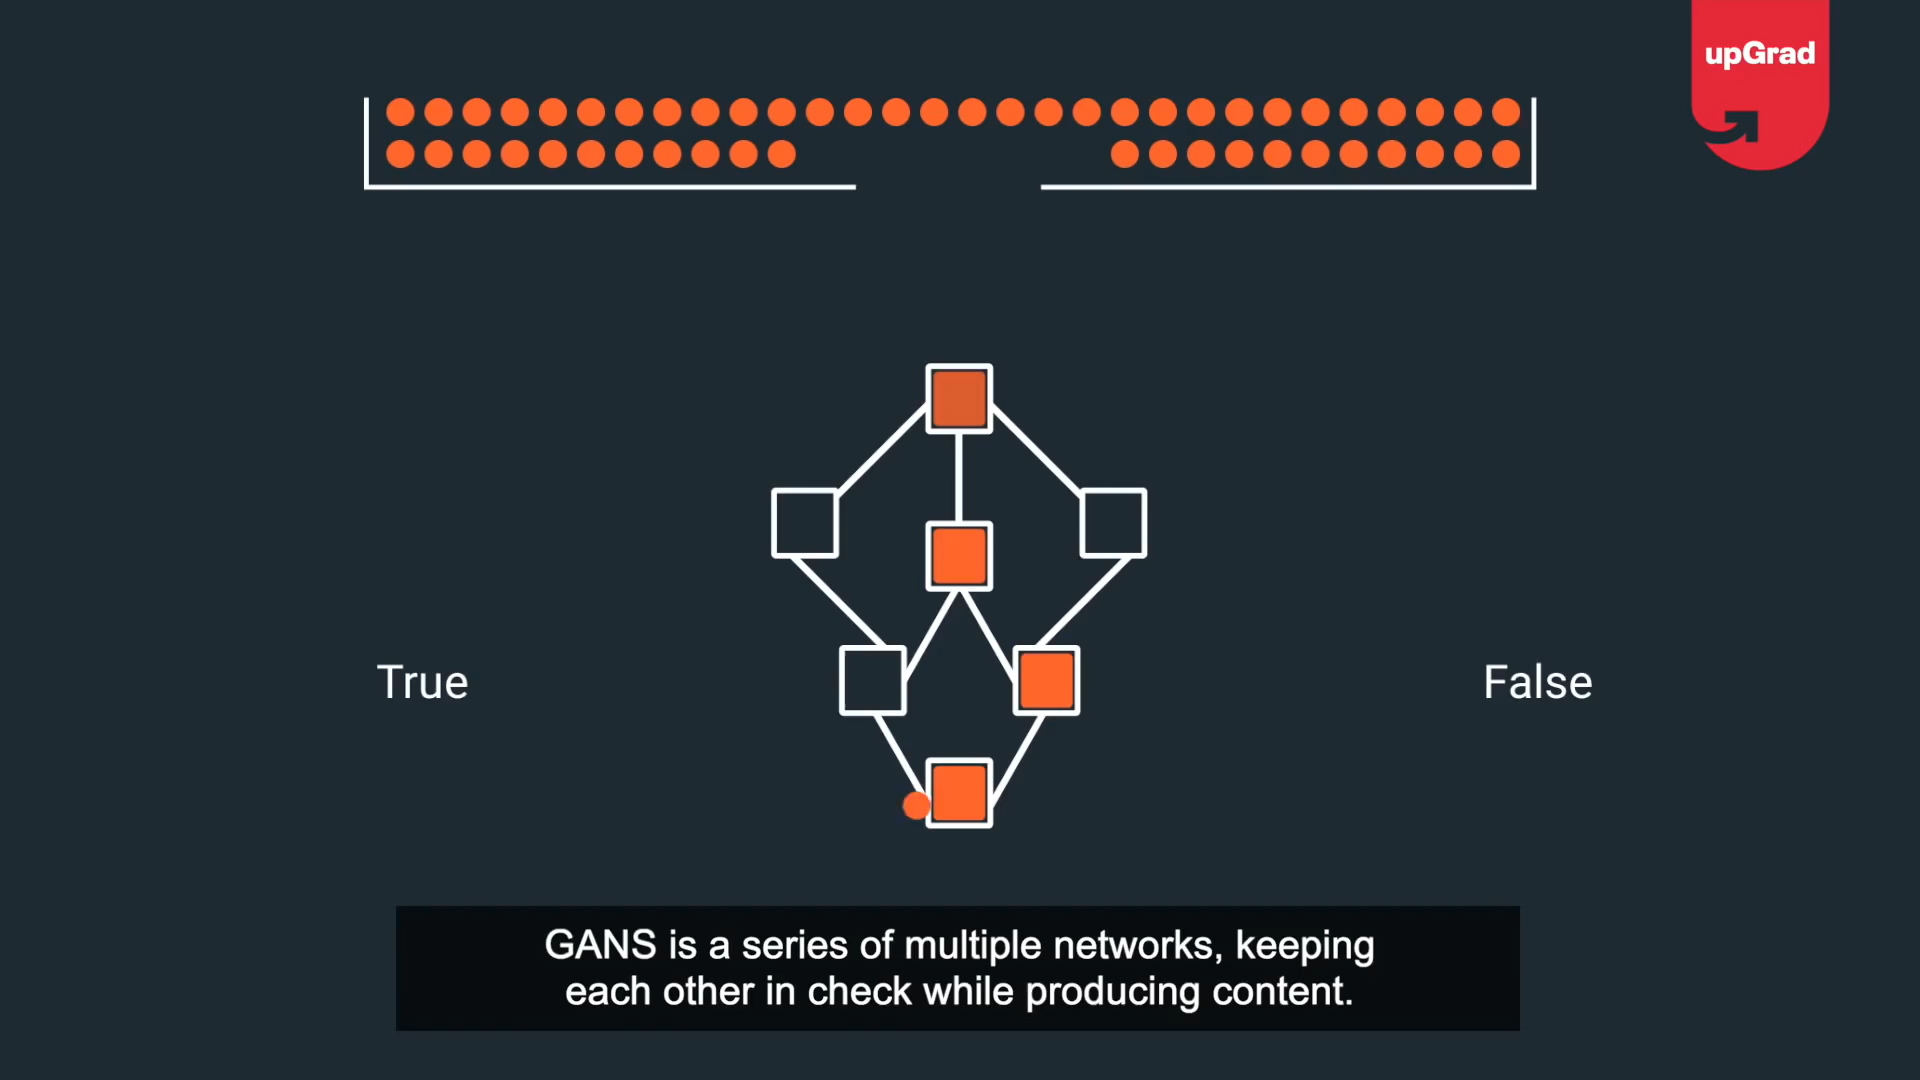 upGrad
True
False
GANS is a series of multiple networks, keeping
each other in check while producing content.